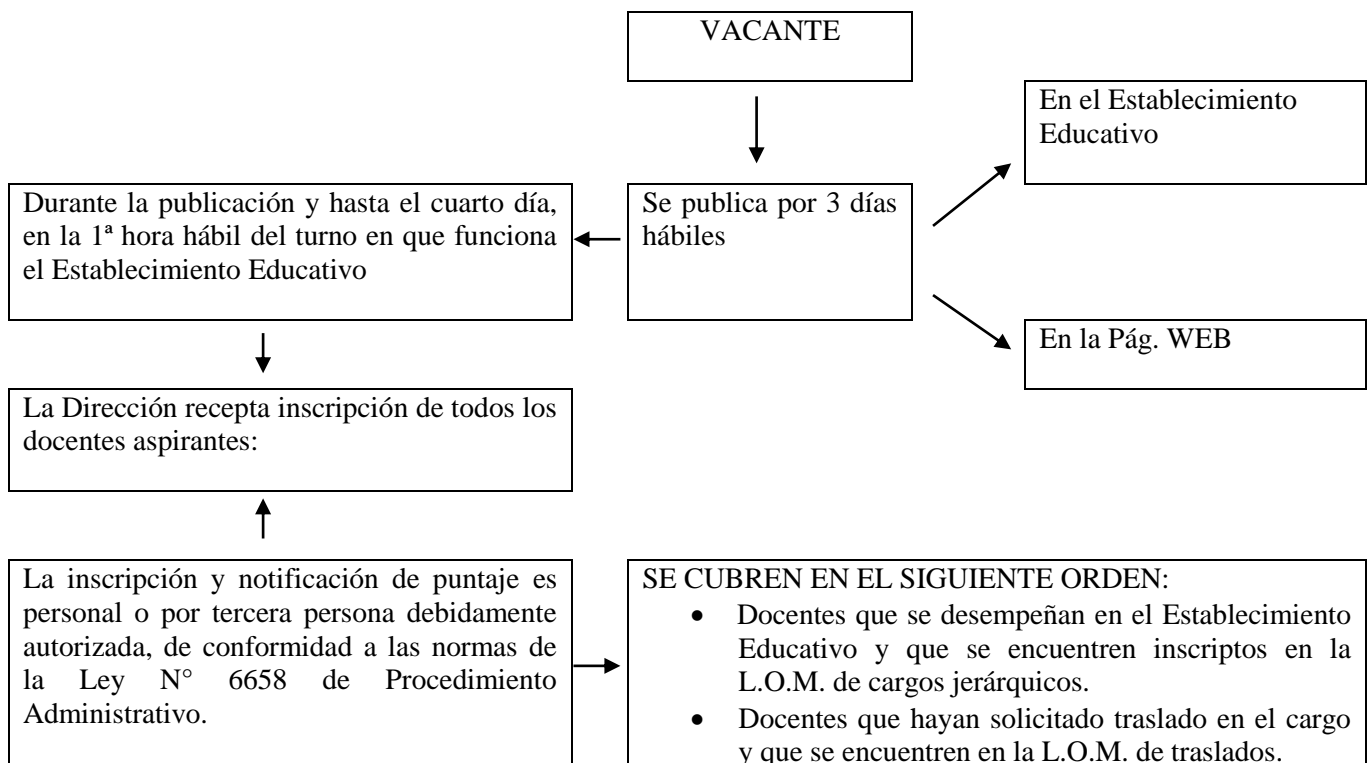 VACANTE
En el Establecimiento
Educativo
Durante la publicación y hasta el cuarto día,
en la 1ª hora hábil del turno en que funciona
el Establecimiento Educativo
Se publica por 3 días
hábiles
En la Pág. WEB
La Dirección recepta inscripción de todos los
docentes aspirantes:
La inscripción y notificación de puntaje es
personal o por tercera persona debidamente
autorizada, de conformidad a las normas de
la Ley N° 6658 de Procedimiento
Administrativo.
SE CUBREN EN EL SIGUIENTE ORDEN:
• Docentes que se desempeñan en el Establecimiento
Educativo y que se encuentren inscriptos en la
L.O.M. de cargos jerárquicos.
• Docentes que hayan solicitado traslado en el cargo
y que se encuentren en la L.O.M. de traslados.